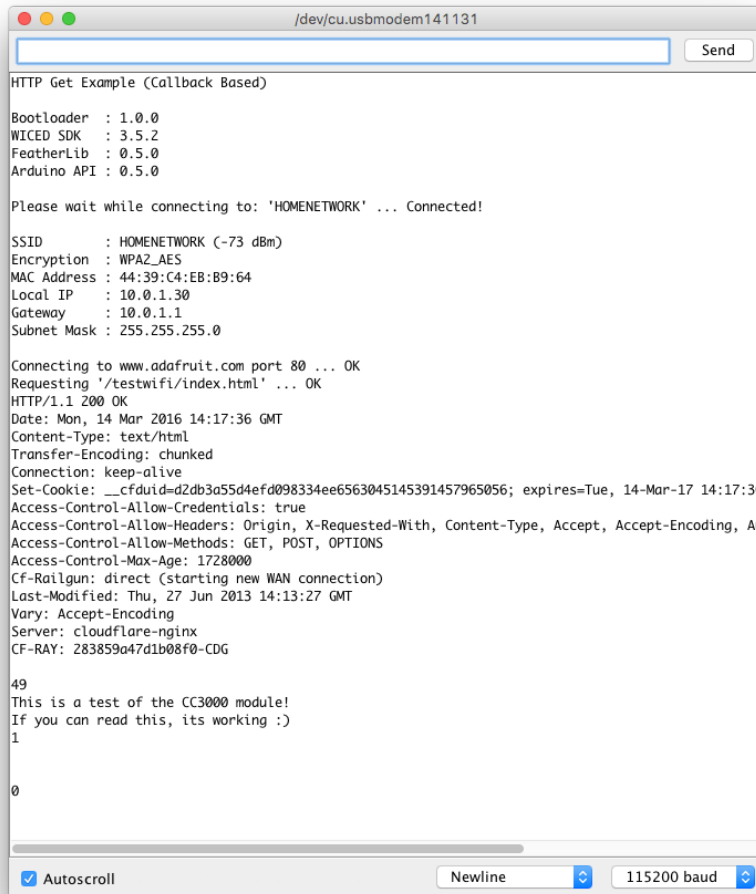 /dev/cu.usbmodem141131
Send
HTTP Get Example (Callback Based)
Bootloader  : 1.0.0
WICED SDK   : 3.5.2
FeatherLib  : 0.5.0
Arduino API : 0.5.0
Please wait while connecting to: 'HOMENETWORK' ... Connected!
SSID        : HOMENETWORK (-73 dBm)
Encryption  : WPA2_AES
MAC Address : 44:39:C4:EB:B9:64
Local IP    : 10.0.1.30
Gateway     : 10.0.1.1
Subnet Mask : 255.255.255.0
Connecting to www.adafruit.com port 80 ... OK
Requesting '/testwifi/index.html' ... OK
HTTP/1.1 200 OK
Date: Mon, 14 Mar 2016 14:17:36 GMT
Content-Type: text/html
Transfer-Encoding: chunked
Connection: keep-alive
Set-Cookie: __cfduid=d2db3a55d4efd098334ee6563045145391457965056; expires=Tue, 14-Mar-17 14:17:3
Access-Control-Allow-Credentials: true
Access-Control-Allow-Headers: Origin, X-Requested-With, Content-Type, Accept, Accept-Encoding, A
Access-Control-Allow-Methods: GET, POST, OPTIONS
Access-Control-Max-Age: 1728000
Cf-Railgun: direct (starting new WAN connection)
Last-Modified: Thu, 27 Jun 2013 14:13:27 GMT
Vary: Accept-Encoding
Server: cloudflare-nginx
CF-RAY: 283859a47d1b08f0-CDG
49
This is a test of the CC3000 module!
If you can read this, its working :)
1
0
Autoscroll
Newline
115200 baud